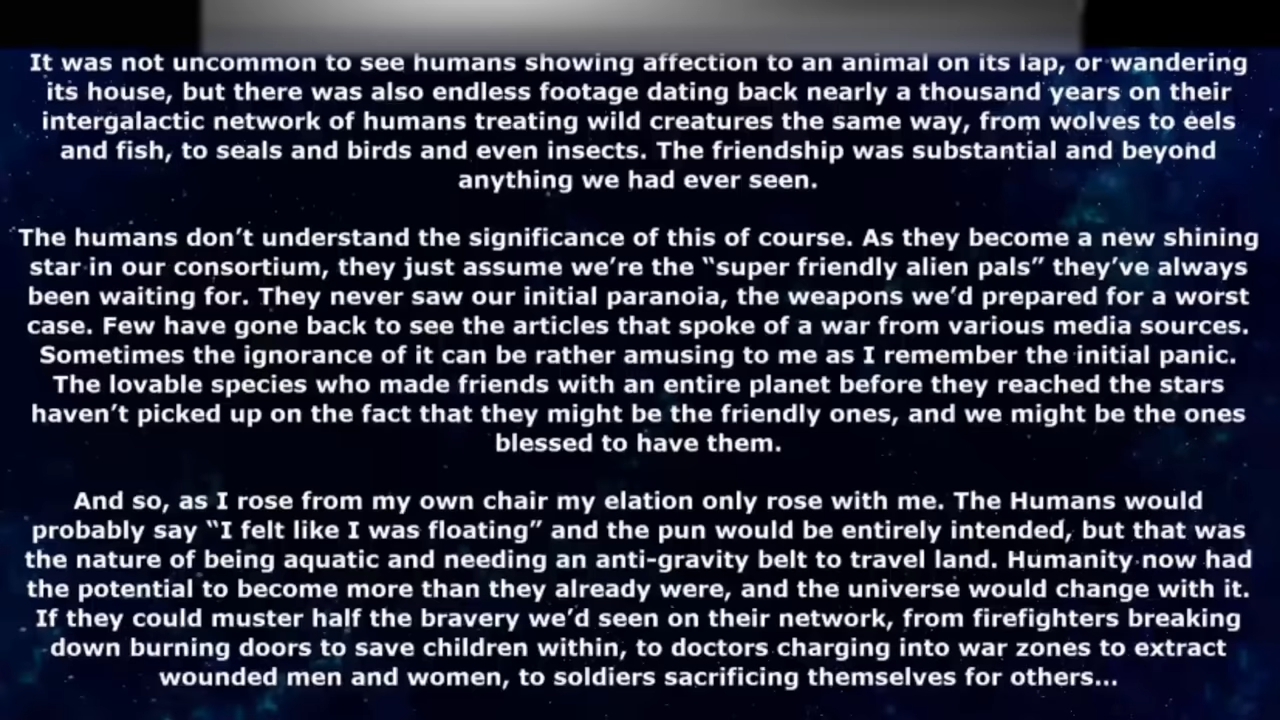 It was not uncommon to see humans showing affection to an animal on its lap, or wandering
its house, but there was also endless footage dating back nearly a thousand years on their
intergalactic network of humans treating wild creatures the same way, from wolves to eels
and fish, to seals and birds and even insects. The friendship was substantial and beyond
anything we had ever seen.
The humans don’t understand the significance of this of course. As they become a new shining
star in our consortium, they just assume we’re the “super friendly alien pals” they’ve always
been waiting for. They never saw our initial paranoia, the weapons we’d prepared for a worst
case. Few have gone back to see the articles that spoke of a war from various media sources.
Sometimes the ignorance of it can be rather amusing to me as I remember the initial panic.
The lovable species who made friends with an entire planet before they reached the stars
haven’t picked up on the fact that they might be the friendly ones, and we might be the ones
blessed to have them.
And so, as I rose from my own chair my elation only rose with me. The Humans would
probably say “I felt like I was floating” and the pun would be entirely intended, but that was
the nature of being aquatic and needing an anti-gravity belt to travel land. Humanity now had
the potential to become more than they already were, and the universe would change with it.
If they could muster half the bravery we’d seen on their network, from firefighters breaking
down burning doors to save children within, to doctors charging into war zones to extract
wounded men and women, to soldiers sacrificing themselves for others...